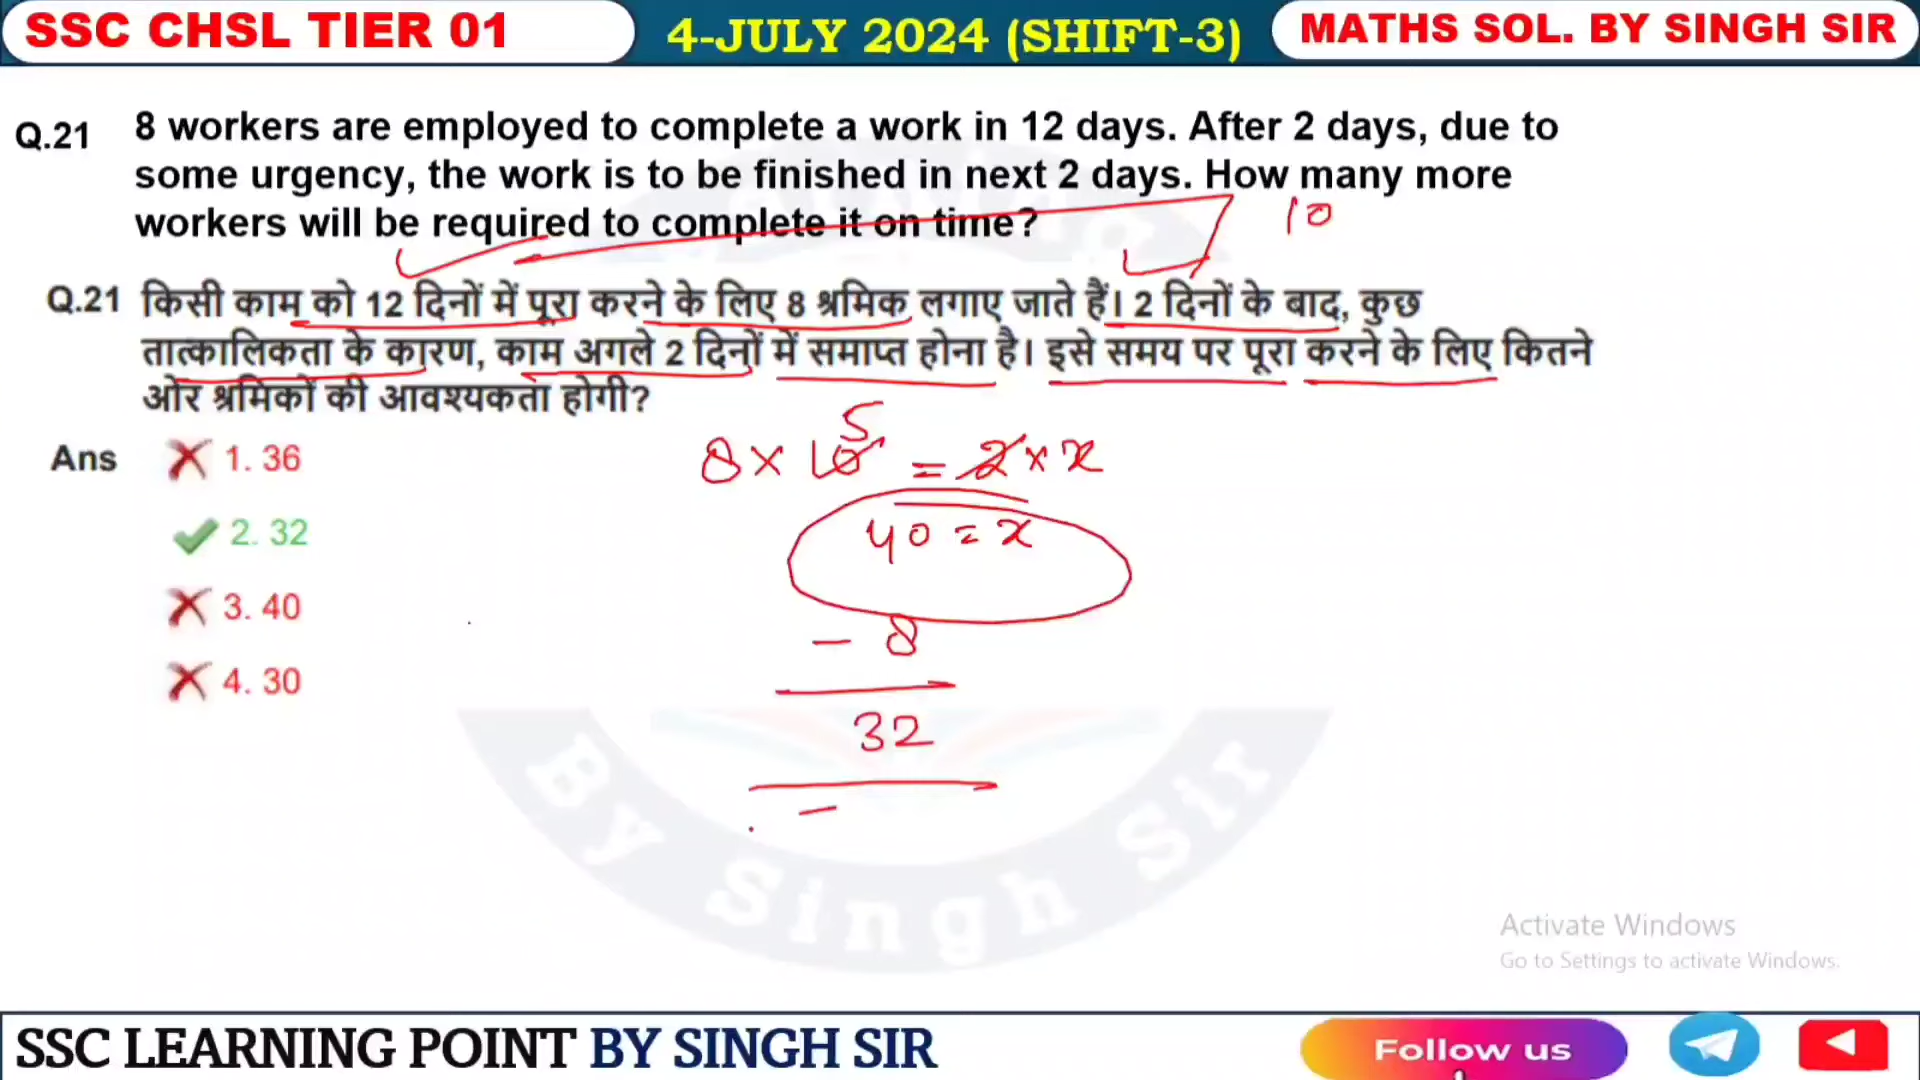 SSC CHSL TIER 01
4-JULY 2024 (SHIFT-3)
MATHS SOL. BY SINGH SIR
Q.21 8 workers are employed to complete a work in 12 days. After 2 days, due to
some urgency, the work is to be finished in next 2 days. How many more
workers will be required to complete it on time?
10
Q.21 किसी काम को 12 दिनों में पूरा करने के लिए 8 श्रमिक लगाए जाते हैं। 2 दिनों के बाद, कुछ
तात्कालिकता के कारण, काम अगले 2 दिनों में समाप्त होना है। इसे समय पर पूरा करने के लिए कितने
ओर श्रमिकों की आवश्यकता होगी?
Ans 1. 36
2. 32
3. 40
4. 30
5
8 × 10 = 2 × x
40 = x
- 8
32
By Singh Sir
Activate Windows
Go to Settings to activate Windows.
SSC LEARNING POINT BY SINGH SIR
Follow us